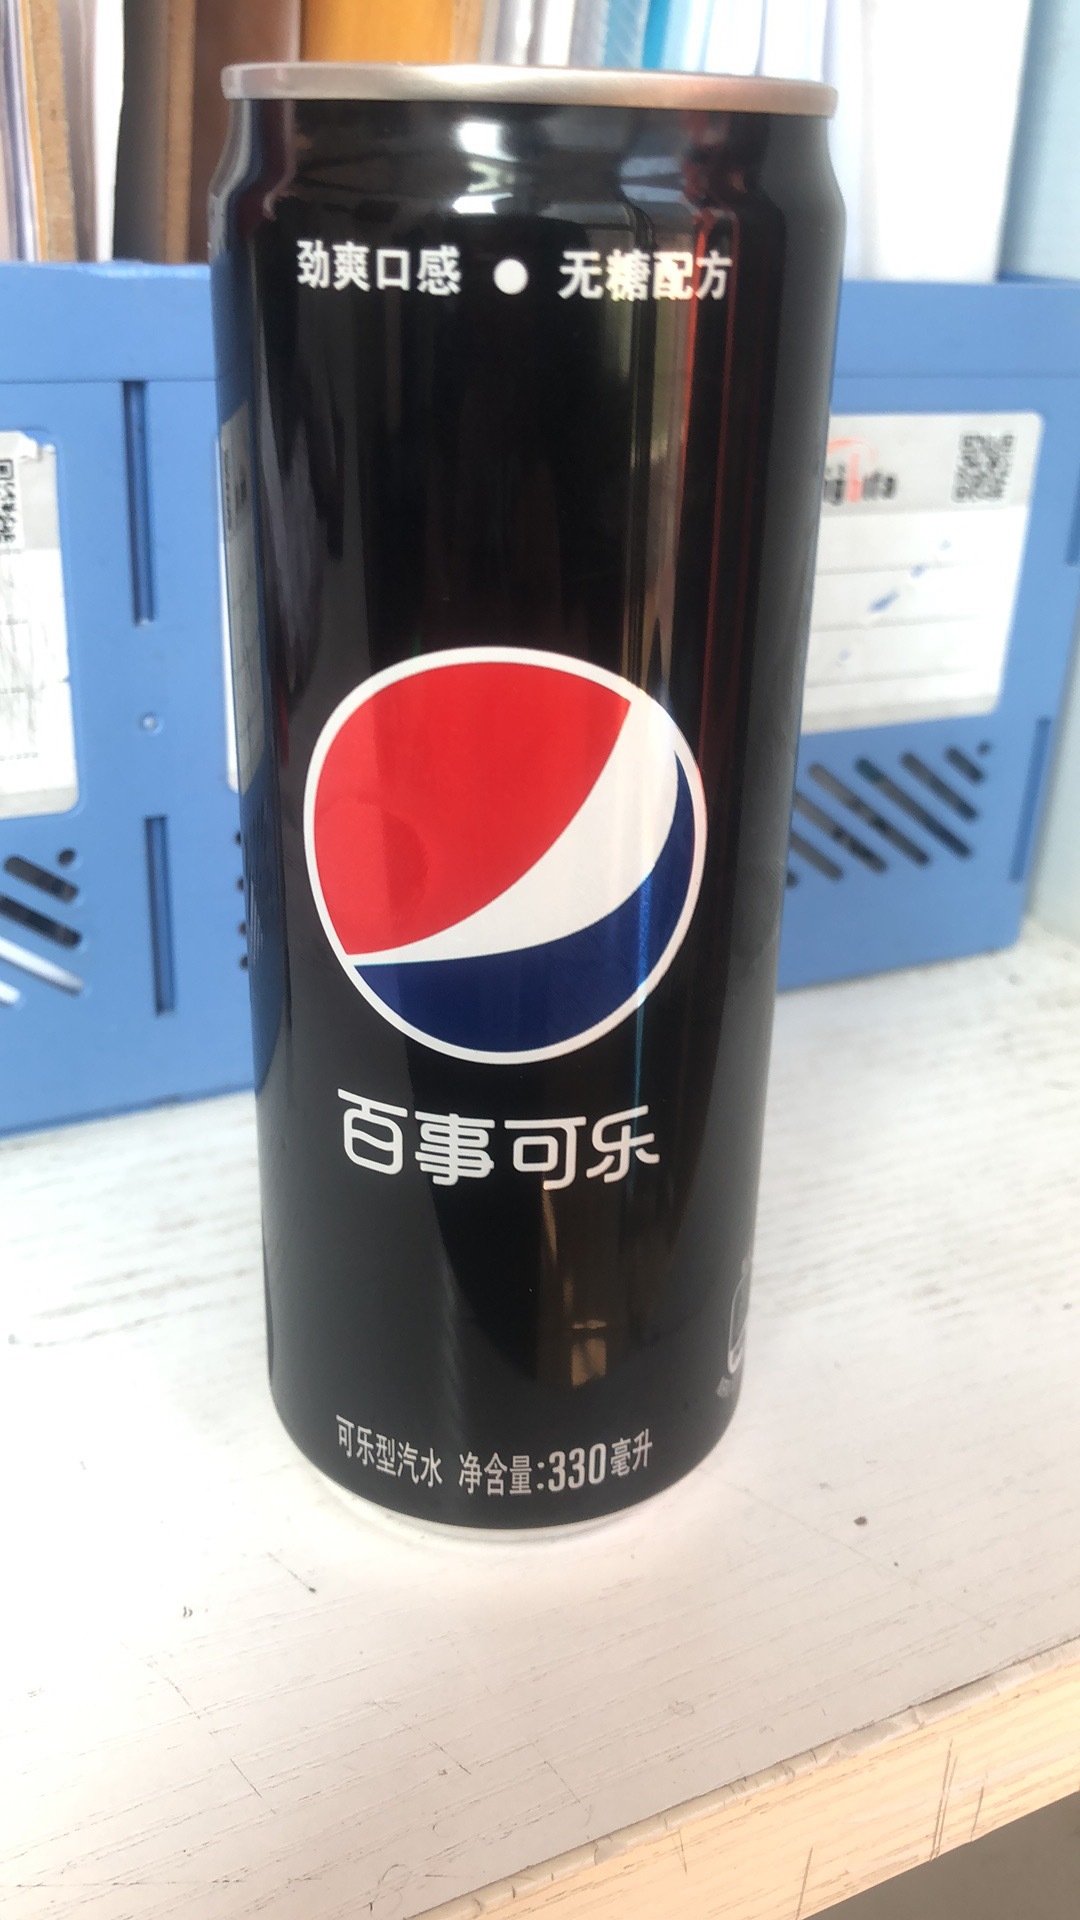 劲爽口感 ● 无糖配方
百事可乐
可乐型汽水 净含量:330毫升